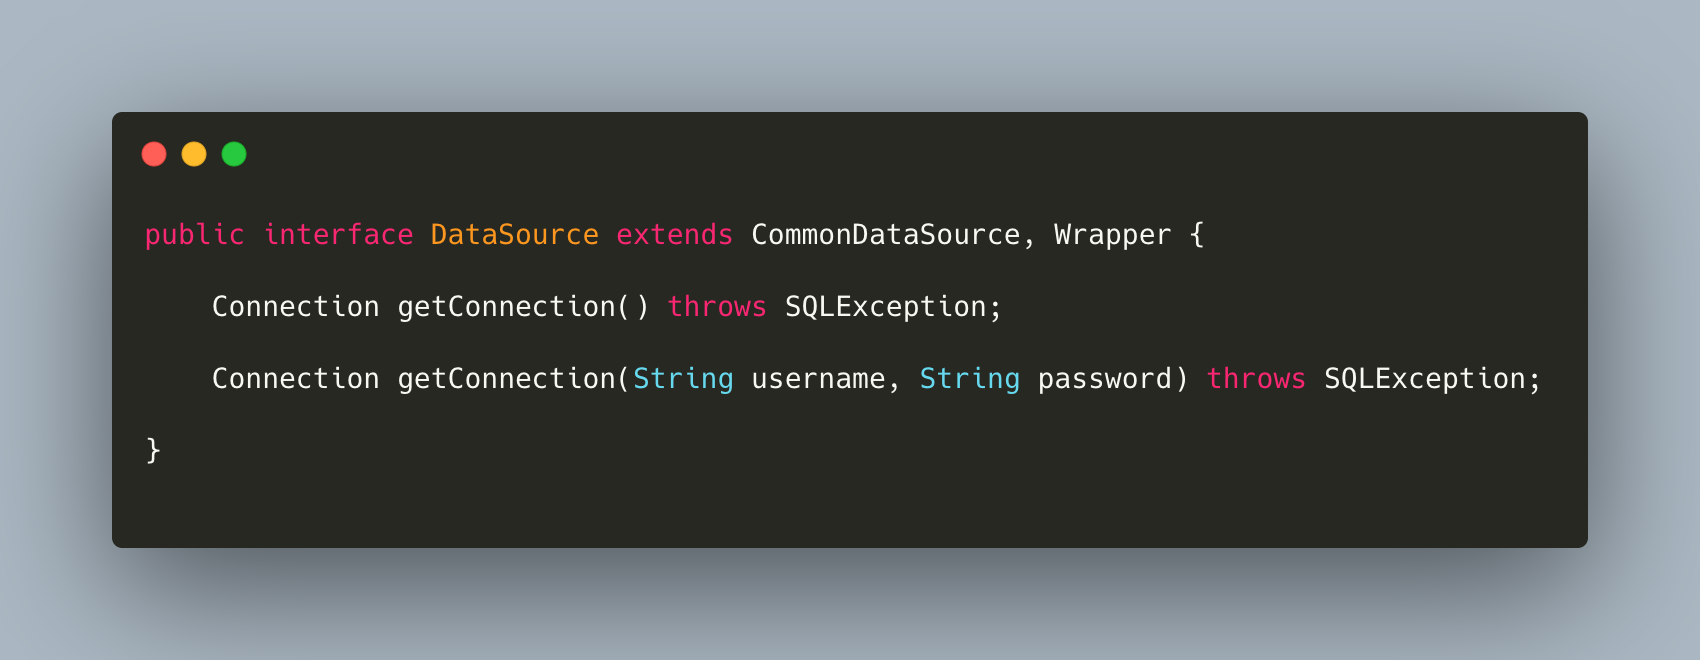 public interface DataSource extends CommonDataSource, Wrapper {
    Connection getConnection() throws SQLException;
    Connection getConnection(String username, String password) throws SQLException;
}